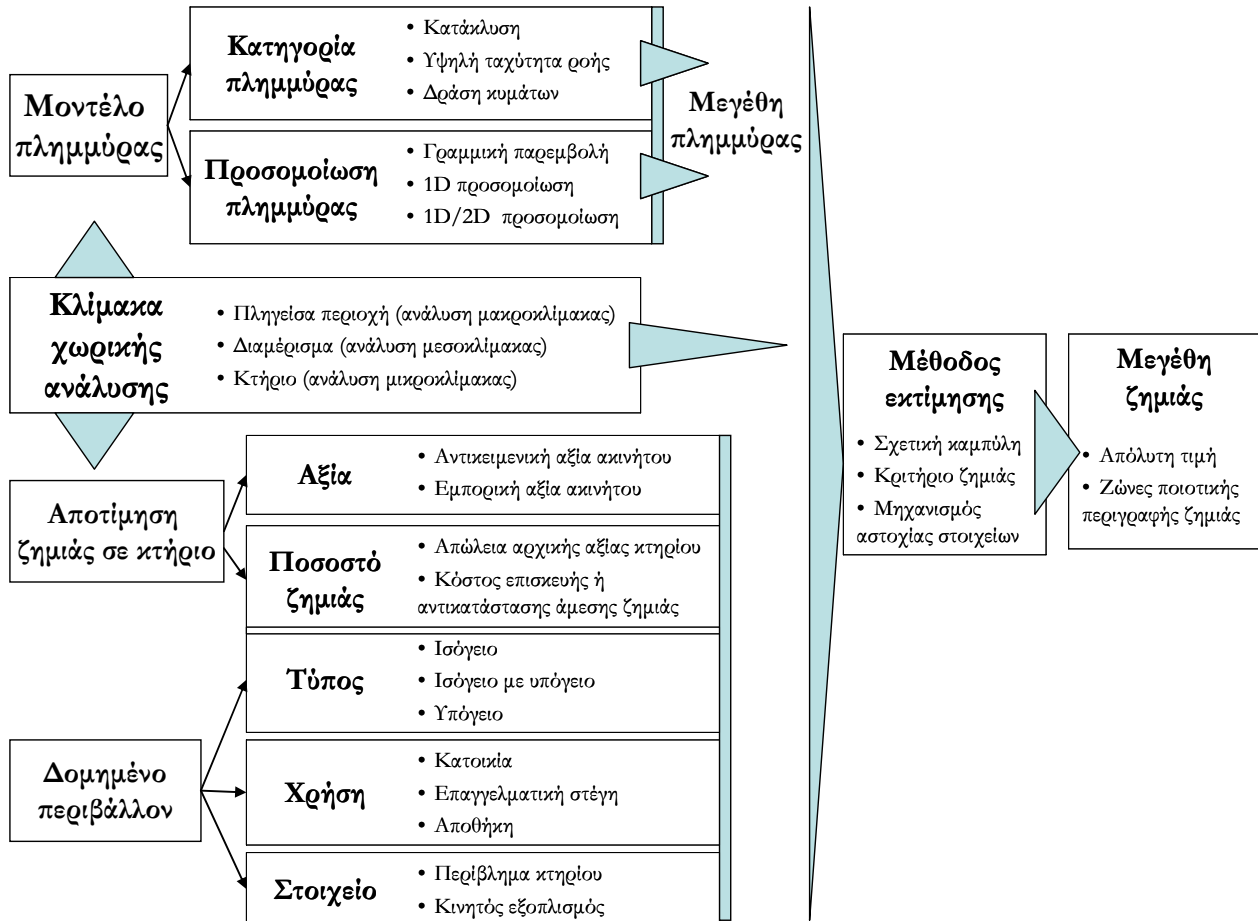 Μοντέλο
πλημμύρας
Κατηγορία
πλημμύρας
• Κατάκλυση
• Υψηλή ταχύτητα ροής
• Δράση κυμάτων
Προσομοίωση
πλημμύρας
• Γραμμική παρεμβολή
• 1D προσομοίωση
• 1D/2D προσομοίωση
Μεγέθη
πλημμύρας
Κλίμακα
χωρικής
ανάλυσης
• Πληγείσα περιοχή (ανάλυση μακροκλίμακας)
• Διαμέρισμα (ανάλυση μεσοκλίμακας)
• Κτήριο (ανάλυση μικροκλίμακας)
Αποτίμηση
ζημιάς σε κτήριο
Αξία
• Αντικειμενική αξία ακινήτου
• Εμπορική αξία ακινήτου
Ποσοστό
ζημιάς
• Απώλεια αρχικής αξίας κτηρίου
• Κόστος επισκευής ή
αντικατάστασης άμεσης ζημιάς
Δομημένο
περιβάλλον
Τύπος
• Ισόγειο
• Ισόγειο με υπόγειο
• Υπόγειο
Χρήση
• Κατοικία
• Επαγγελματική στέγη
• Αποθήκη
Στοιχείο
• Περίβλημα κτηρίου
• Κινητός εξοπλισμός
Μέθοδος
εκτίμησης
• Σχετική καμπύλη
• Κριτήριο ζημιάς
• Μηχανισμός
αστοχίας στοιχείων
Μεγέθη
ζημιάς
• Απόλυτη τιμή
• Ζώνες ποιοτικής
περιγραφής ζημιάς